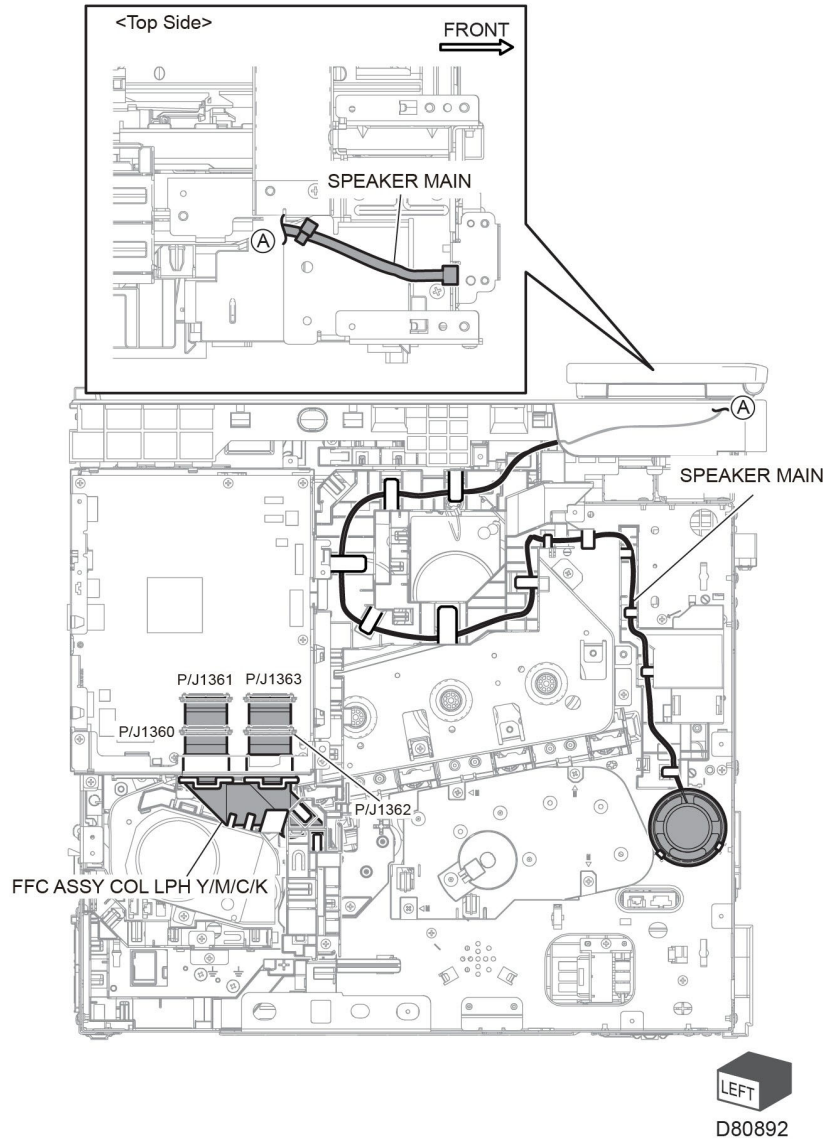 <Top Side>
FRONT
SPEAKER MAIN
A
A
SPEAKER MAIN
P/J1361 P/J1363
P/J1360
P/J1362
FFC ASSY COL LPH Y/M/C/K
LEFT
D80892